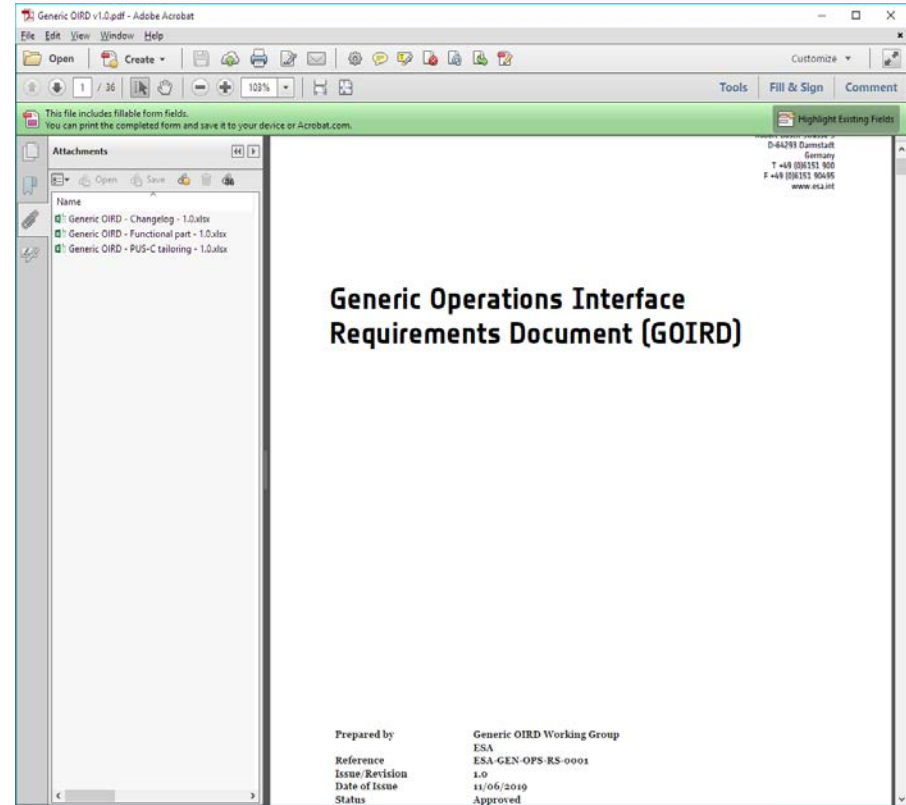 Generic OIRD v1.0.pdf - Adobe Acrobat
File Edit View Window Help
Open Create Customize
1 / 36 103% Tools Fill & Sign Comment
This file includes fillable form fields.
You can print the completed form and save it to your device or Acrobat.com.
Highlight Existing Fields
Attachments
Open Save
Name
Generic OIRD - Changelog - 1.0.xlsx
Generic OIRD - Functional part - 1.0.xlsx
Generic OIRD - PUS-C tailoring - 1.0.xlsx
D-64293 Darmstadt
Germany
T +49 (0)6151 900
F +49 (0)6151 90495
www.esa.int
Generic Operations Interface
Requirements Document (GOIRD)
Prepared by Generic OIRD Working Group
ESA
Reference ESA-GEN-OPS-RS-0001
Issue/Revision 1.0
Date of Issue 11/06/2019
Status Approved